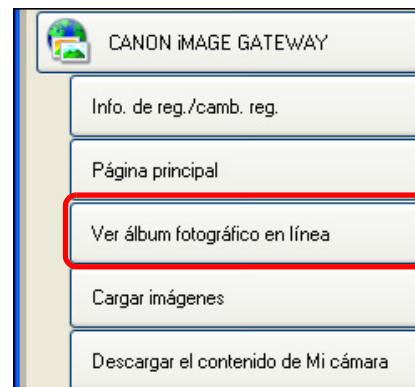 CANON iMAGE GATEWAY
Info. de reg./camb. reg.
Página principal
Ver álbum fotográfico en línea
Cargar imágenes
Descargar el contenido de Mi cámara